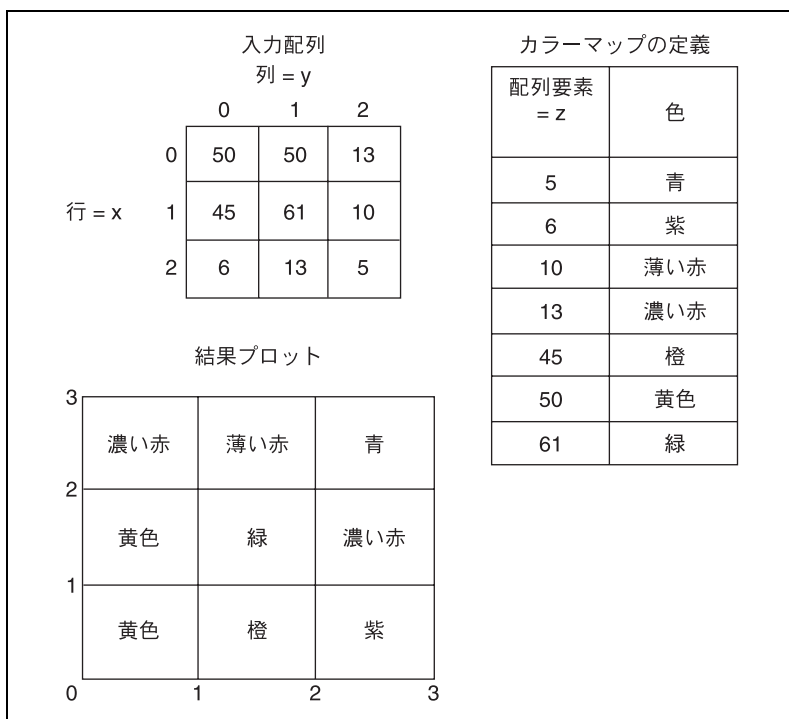 入力配列
列 = y
0 1 2
0 50 50 13
行 = x 1 45 61 10
2 6 13 5
カラーマップの定義
配列要素 = z 色
5 青
6 紫
10 薄い赤
13 濃い赤
45 橙
50 黄色
61 緑
結果プロット
3
濃い赤 薄い赤 青
2
黄色 緑 濃い赤
1
黄色 橙 紫
0 1 2 3